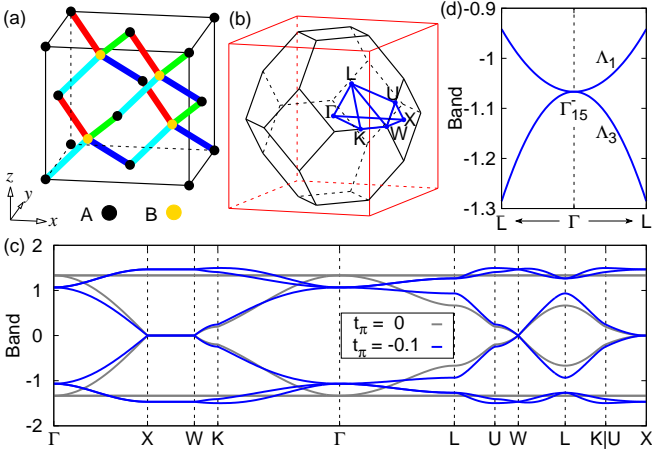 (a)
z
y
x
A
B
(b)
L
Γ
U
X
K
W
(d)
-0.9
-1
-1.1
-1.2
-1.3
Band
Λ1
Γ15
Λ3
L
Γ
L
(c)
2
1
0
-1
-2
Band
tπ = 0
tπ = -0.1
Γ X W K Γ L U W L K|U X